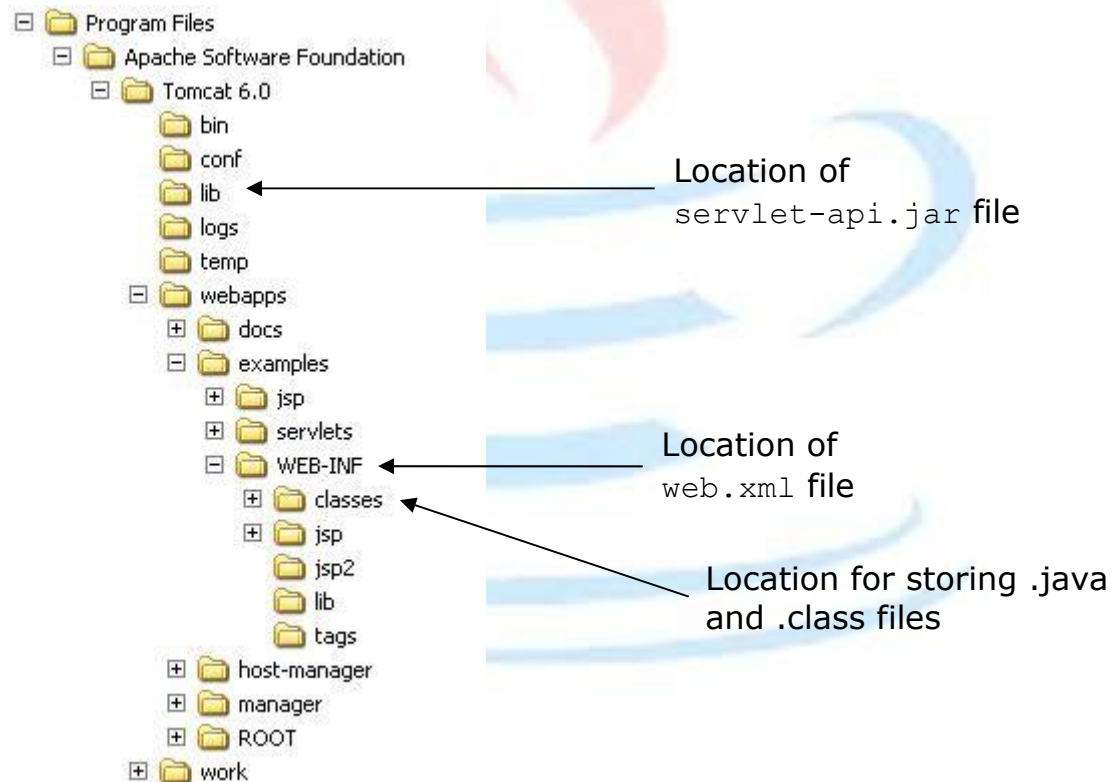 Program Files
Apache Software Foundation
Tomcat 6.0
bin
conf
lib
logs
temp
webapps
docs
examples
jsp
servlets
WEB-INF
classes
jsp
jsp2
lib
tags
host-manager
manager
ROOT
work
Location of
servlet-api.jar file
Location of
web.xml file
Location for storing .java
and .class files